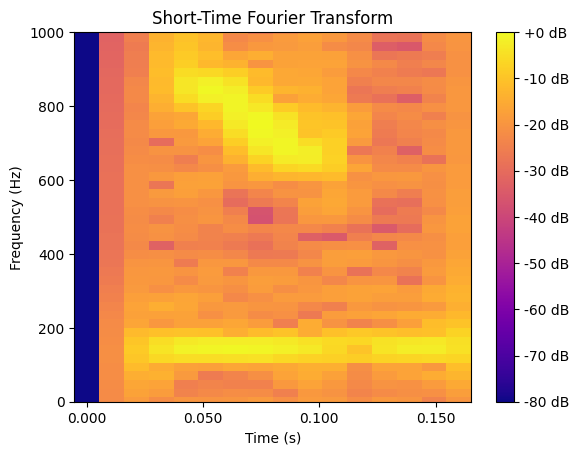 Short-Time Fourier Transform
1000
800
600
400
200
0
Frequency (Hz)
0.000
0.050
0.100
0.150
Time (s)
+0 dB
-10 dB
-20 dB
-30 dB
-40 dB
-50 dB
-60 dB
-70 dB
-80 dB